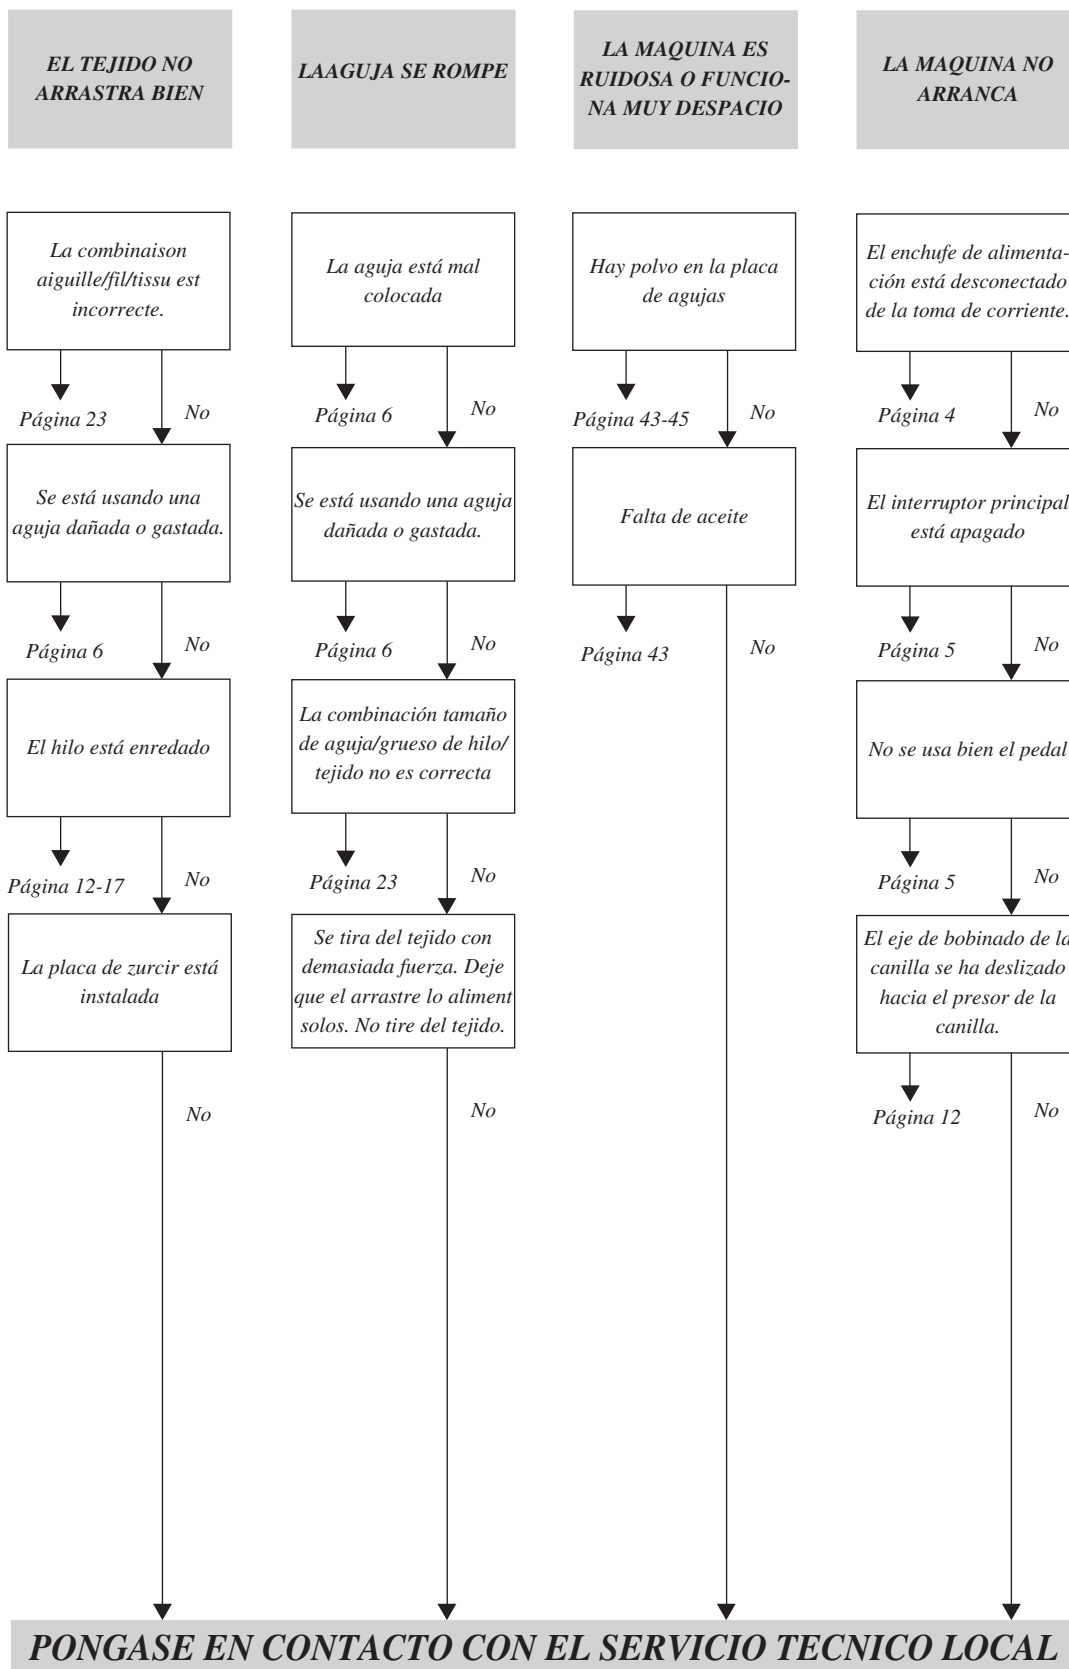 EL TEJIDO NO
ARRASTRA BIEN
La combinaison
aiguille/fil/tissu est
incorrecte.
Página 23
No
Se está usando una
aguja dañada o gastada.
Página 6
No
El hilo está enredado
Página 12-17
No
La placa de zurcir está
instalada
No
LAAGUJA SE ROMPE
La aguja está mal
colocada
Página 6
No
Se está usando una aguja
dañada o gastada.
Página 6
No
La combinación tamaño
de aguja/grueso de hilo/
tejido no es correcta
Página 23
No
Se tira del tejido con
demasiada fuerza. Deje
que el arrastre lo aliment
solos. No tire del tejido.
No
LA MAQUINA ES
RUIDOSA O FUNCIO-
NA MUY DESPACIO
Hay polvo en la placa
de agujas
Página 43-45
No
Falta de aceite
Página 43
No
LA MAQUINA NO
ARRANCA
El enchufe de alimenta-
ción está desconectado
de la toma de corriente.
Página 4
No
El interruptor principal
está apagado
Página 5
No
No se usa bien el pedal
Página 5
No
El eje de bobinado de la
canilla se ha deslizado
hacia el presor de la
canilla.
Página 12
No
PONGASE EN CONTACTO CON EL SERVICIO TECNICO LOCAL